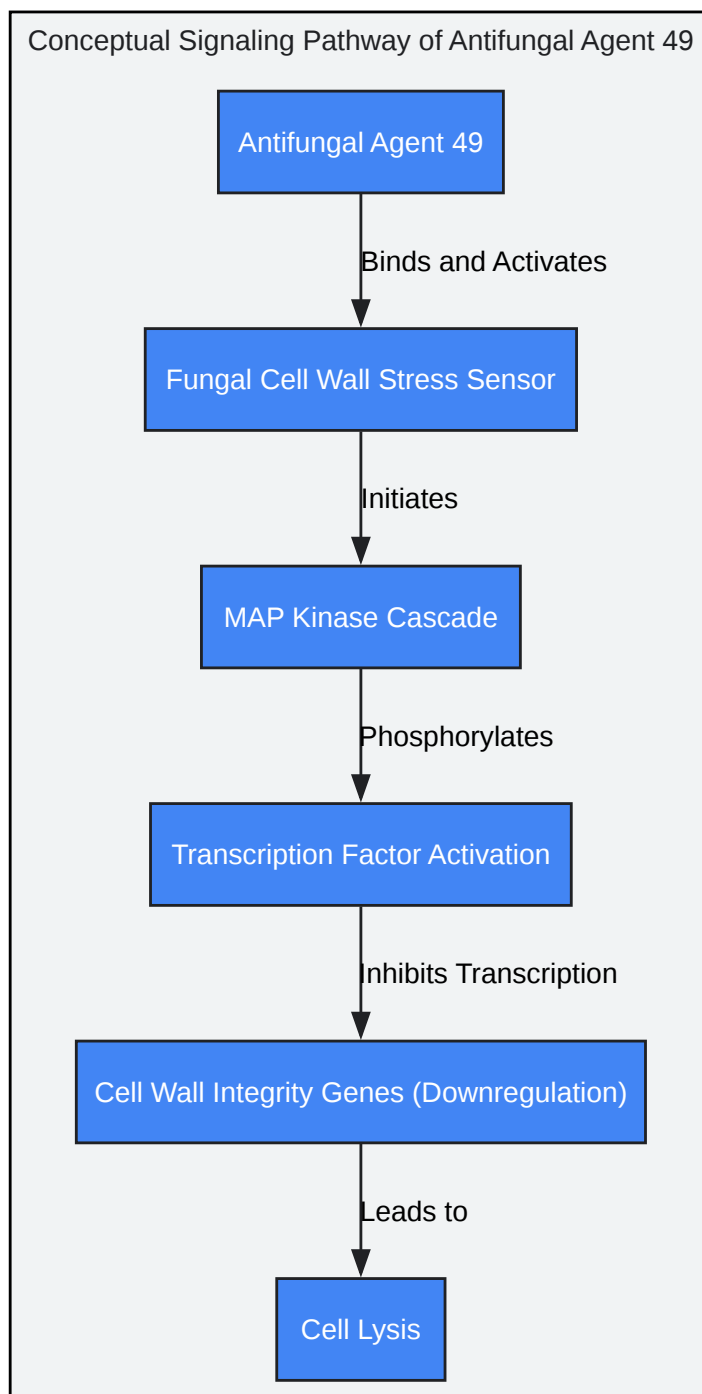 Conceptual Signaling Pathway of Antifungal Agent 49
Antifungal Agent 49
Binds and Activates
Fungal Cell Wall Stress Sensor
Initiates
MAP Kinase Cascade
Phosphorylates
Transcription Factor Activation
Inhibits Transcription
Cell Wall Integrity Genes (Downregulation)
Leads to
Cell Lysis